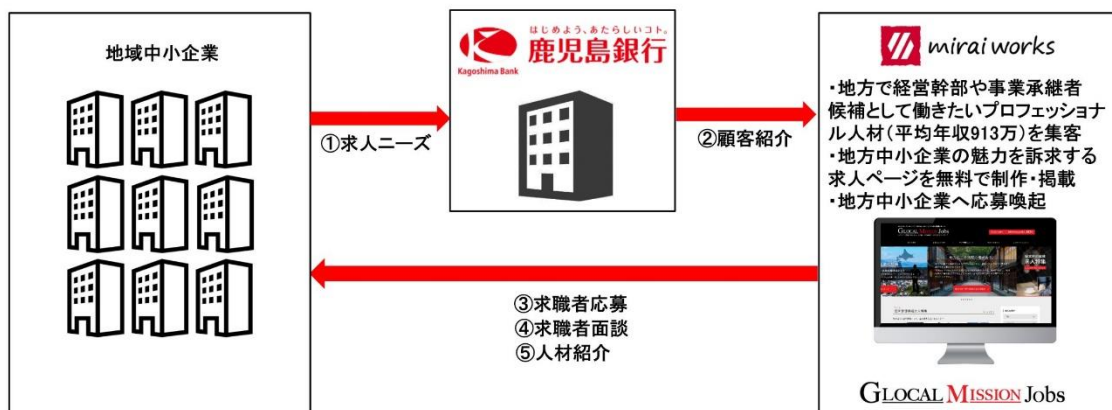 地域中小企業
①求人ニーズ
はじめよう、あたらしいコト。
鹿児島銀行
Kagoshima Bank
②顧客紹介
mirai works
・地方で経営幹部や事業承継者
候補として働きたいプロフェッショナ
ル人材(平均年収913万)を集客
・地方中小企業の魅力を訴求する
求人ページを無料で制作・掲載
・地方中小企業へ応募喚起
GLOCAL MISSION JOBS
③求職者応募
④求職者面談
⑤人材紹介
GLOCAL MISSION Jobs